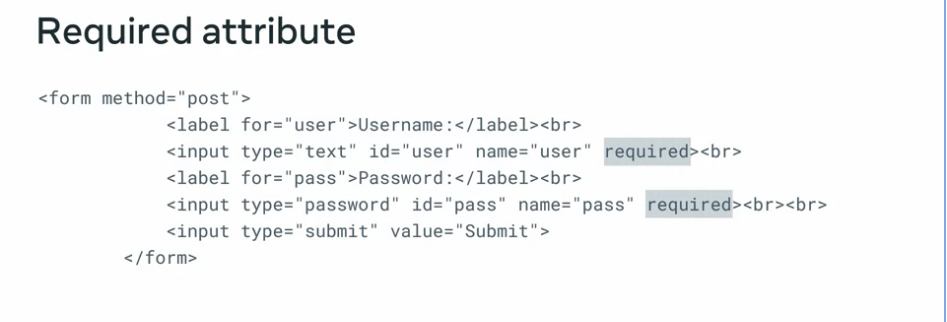 Required attribute
<form method="post">
<label for="user">Username:</label><br>
<input type="text" id="user" name="user" required><br>
<label for="pass">Password:</label><br>
<input type="password" id="pass" name="pass" required><br><br>
<input type="submit" value="Submit">
</form>